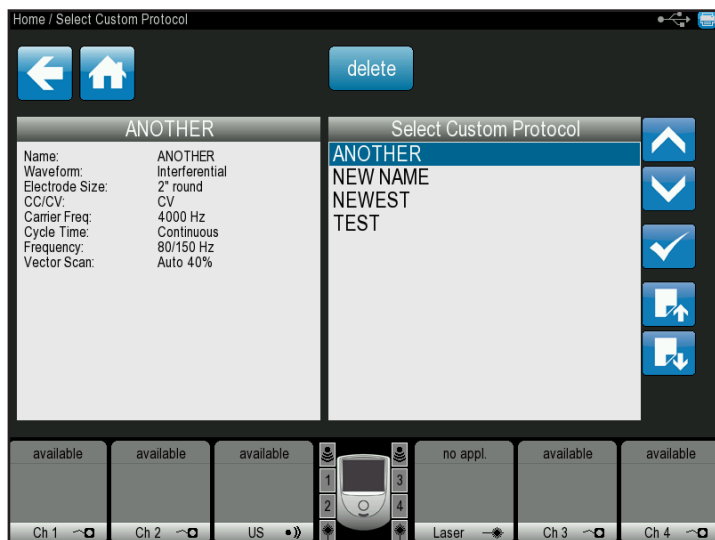 Home / Select Custom Protocol
delete
ANOTHER
Name: ANOTHER
Waveform: Interferential
Electrode Size: 2" round
CC/CV: CV
Carrier Freq: 4000 Hz
Cycle Time: Continuous
Frequency: 80/150 Hz
Vector Scan: Auto 40%
Select Custom Protocol
ANOTHER
NEW NAME
NEWEST
TEST
available available available no appl. available available
1 3
2 4
Ch 1 Ch 2 US Laser Ch 3 Ch 4